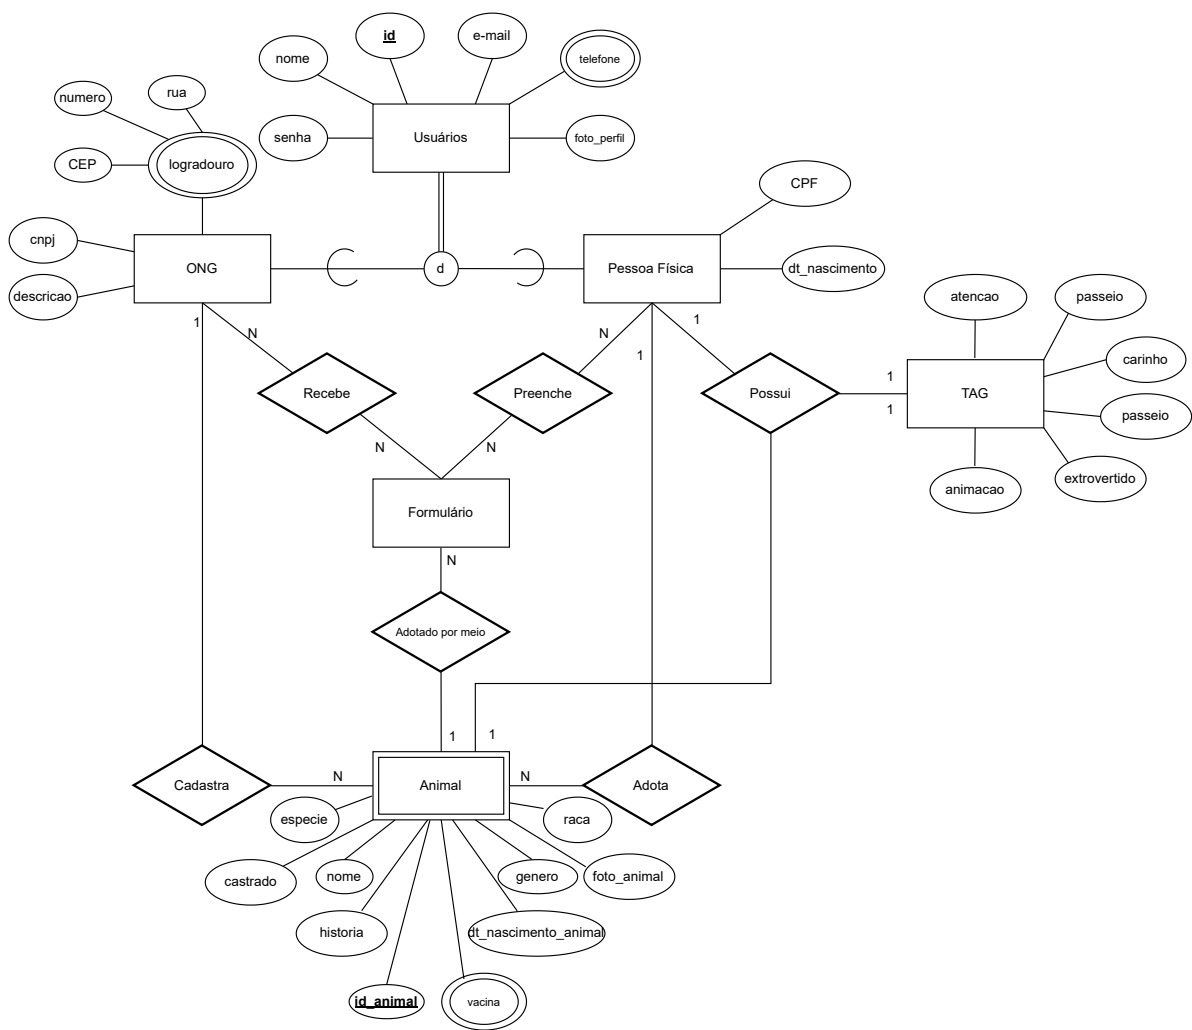 id
e-mail
nome
telefone
rua
numero
Usuários
senha
foto_perfil
logradouro
CEP
CPF
cnpj
ONG
d
Pessoa Física
dt_nascimento
descricao
atencao
passeio
1
N
N
1
1
carinho
Recebe
Preenche
Possui
1
TAG
1
passeio
N
N
extrovertido
animacao
Formulário
N
Adotado por meio
1
1
Cadastra
N
Animal
N
Adota
especie
raca
castrado
nome
genero
foto_animal
historia
dt_nascimento_animal
id_animal
vacina